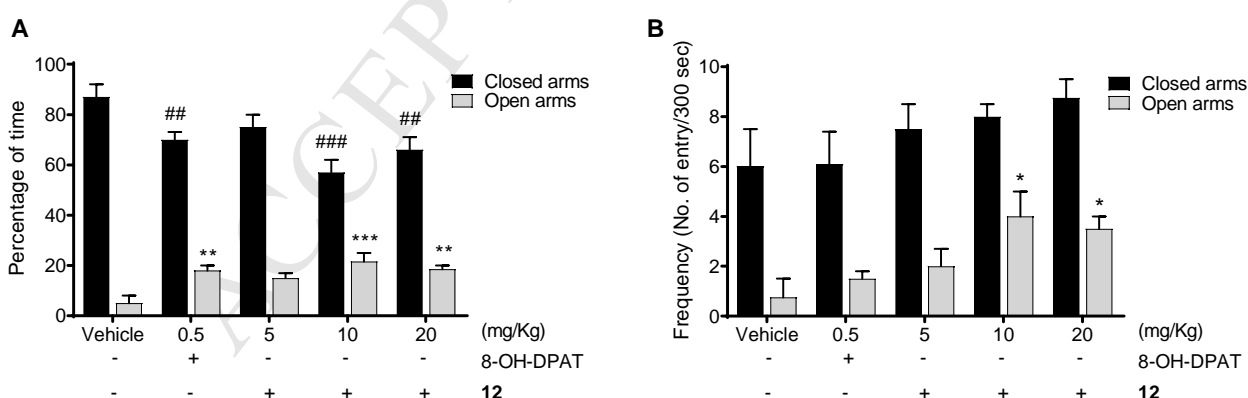 A
Percentage of time
100
80
60
40
20
0
##
**
###
***
##
**
Closed arms
Open arms
Vehicle 0.5 5 10 20 (mg/Kg)
- + - - - 8-OH-DPAT
- - + + + 12
B
Frequency (No. of entry/300 sec)
10
8
6
4
2
0
*
*
Closed arms
Open arms
Vehicle 0.5 5 10 20 (mg/Kg)
- + - - - 8-OH-DPAT
- - + + + 12
ACCEP